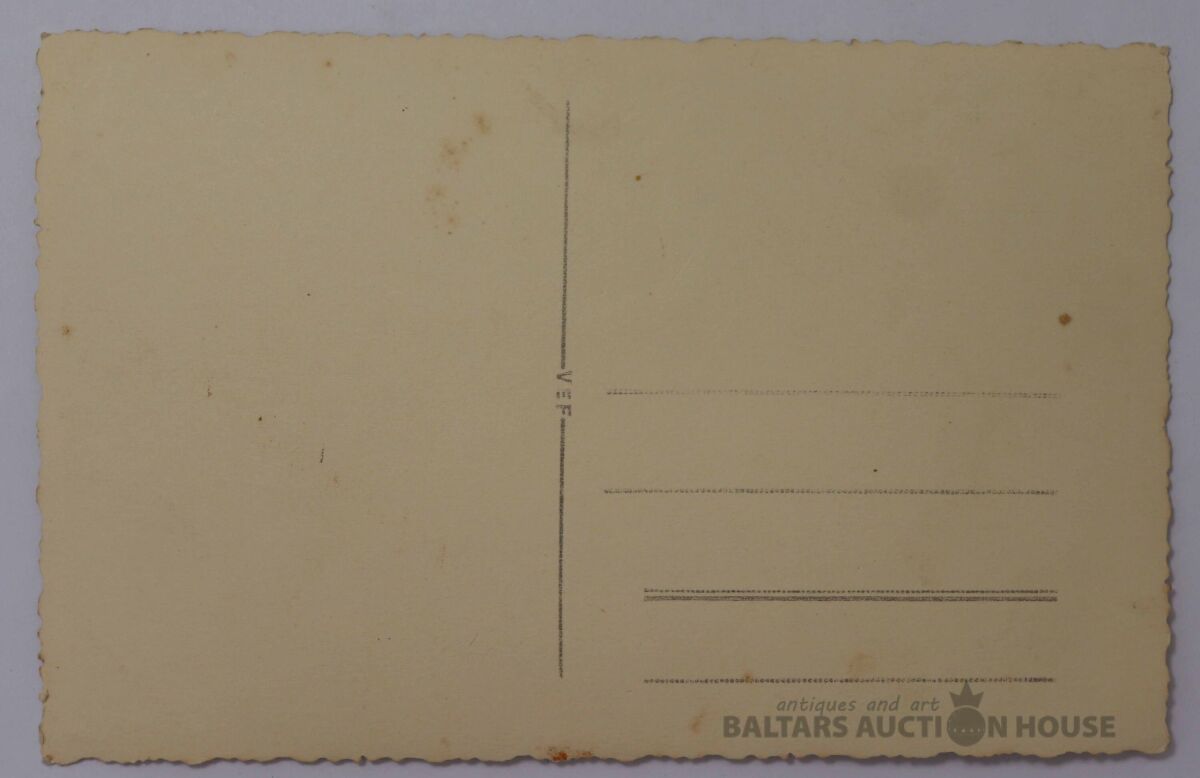 VEF
antiques and art
BALTARS AUCTION HOUSE